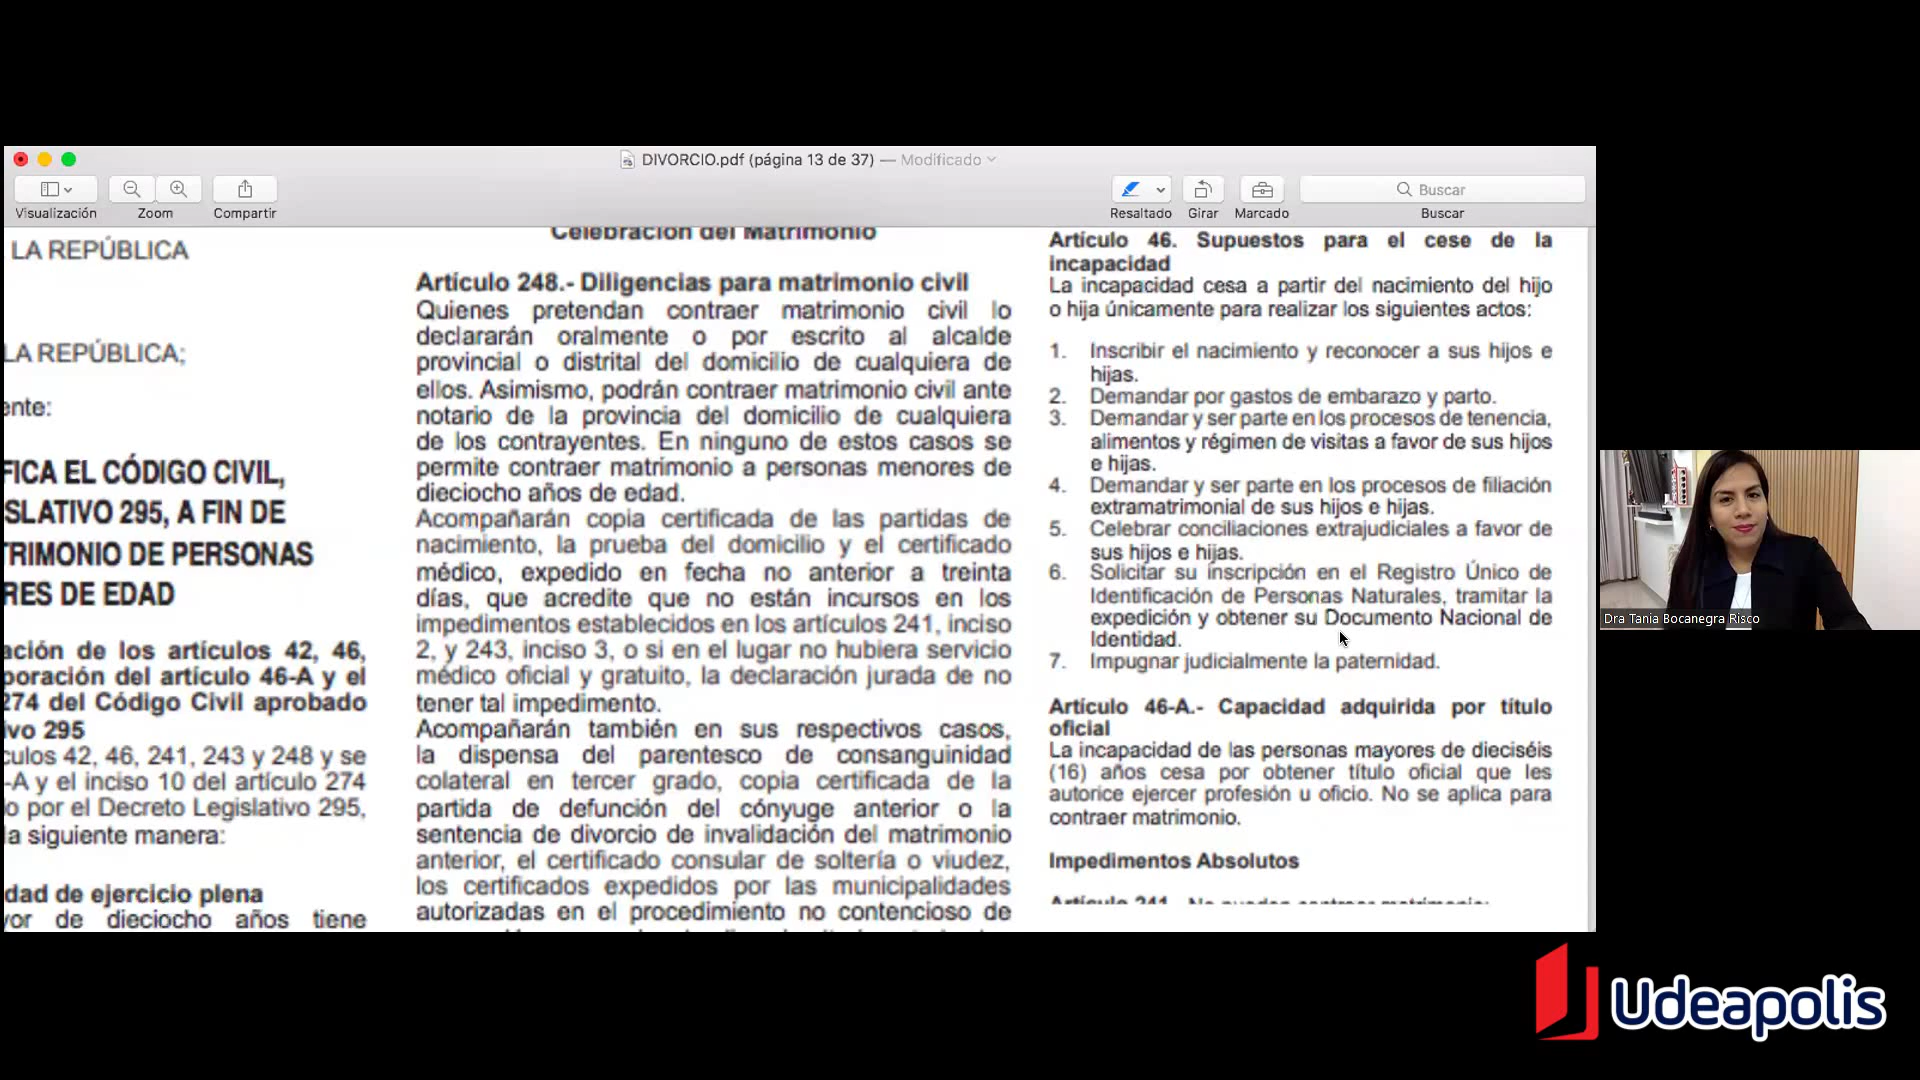 DIVORCIO.pdf (página 13 de 37) — Modificado
Visualización
Zoom
Compartir
Resaltado
Girar
Marcado
Buscar
Buscar
LA REPÚBLICA
LA REPÚBLICA;
ente:
FICA EL CÓDIGO CIVIL,
SLATIVO 295, A FIN DE
TRIMONIO DE PERSONAS
RES DE EDAD
ación de los artículos 42, 46,
poración del artículo 46-A y el
274 del Código Civil aprobado
ivo 295
culos 42, 46, 241, 243 y 248 y se
-A y el inciso 10 del artículo 274
o por el Decreto Legislativo 295,
la siguiente manera:
dad de ejercicio plena
yor de dieciocho años tiene
Celebración del Matrimonio
Artículo 248.- Diligencias para matrimonio civil
Quienes pretendan contraer matrimonio civil lo
declararán oralmente o por escrito al alcalde
provincial o distrital del domicilio de cualquiera de
ellos. Asimismo, podrán contraer matrimonio civil ante
notario de la provincia del domicilio de cualquiera
de los contrayentes. En ninguno de estos casos se
permite contraer matrimonio a personas menores de
dieciocho años de edad.
Acompañarán copia certificada de las partidas de
nacimiento, la prueba del domicilio y el certificado
médico, expedido en fecha no anterior a treinta
días, que acredite que no están incursos en los
impedimentos establecidos en los artículos 241, inciso
2, y 243, inciso 3, o si en el lugar no hubiera servicio
médico oficial y gratuito, la declaración jurada de no
tener tal impedimento.
Acompañarán también en sus respectivos casos,
la dispensa del parentesco de consanguinidad
colateral en tercer grado, copia certificada de la
partida de defunción del cónyuge anterior o la
sentencia de divorcio de invalidación del matrimonio
anterior, el certificado consular de soltería o viudez,
los certificados expedidos por las municipalidades
autorizadas en el procedimiento no contencioso de
Artículo 46. Supuestos para el cese de la
incapacidad
La incapacidad cesa a partir del nacimiento del hijo
o hija únicamente para realizar los siguientes actos:
1. Inscribir el nacimiento y reconocer a sus hijos e
hijas.
2. Demandar por gastos de embarazo y parto.
3. Demandar y ser parte en los procesos de tenencia,
alimentos y régimen de visitas a favor de sus hijos
e hijas.
4. Demandar y ser parte en los procesos de filiación
extramatrimonial de sus hijos e hijas.
5. Celebrar conciliaciones extrajudiciales a favor de
sus hijos e hijas.
6. Solicitar su inscripción en el Registro Único de
Identificación de Personas Naturales, tramitar la
expedición y obtener su Documento Nacional de
Identidad.
7. Impugnar judicialmente la paternidad.
Artículo 46-A.- Capacidad adquirida por título
oficial
La incapacidad de las personas mayores de dieciséis
(16) años cesa por obtener título oficial que les
autorice ejercer profesión u oficio. No se aplica para
contraer matrimonio.
Impedimentos Absolutos
Artículo 241.- No pueden contraer matrimonio:
Dra Tania Bocanegra Risco
Udeapolis